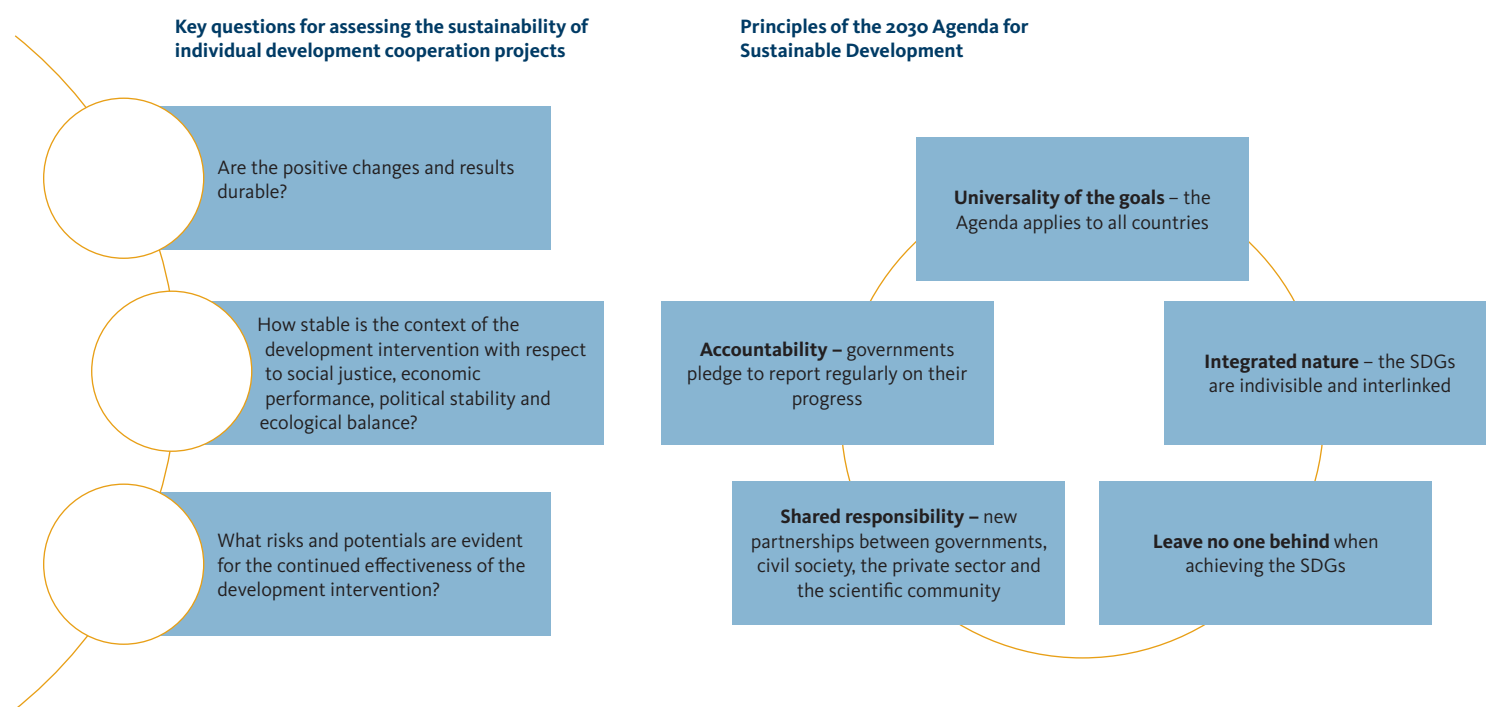 Key questions for assessing the sustainability of
individual development cooperation projects
Are the positive changes and results
durable?
How stable is the context of the
development intervention with respect
to social justice, economic
performance, political stability and
ecological balance?
What risks and potentials are evident
for the continued effectiveness of the
development intervention?
Principles of the 2030 Agenda for
Sustainable Development
Universality of the goals – the
Agenda applies to all countries
Accountability – governments
pledge to report regularly on their
progress
Integrated nature – the SDGs
are indivisible and interlinked
Shared responsibility – new
partnerships between governments,
civil society, the private sector and
the scientific community
Leave no one behind when
achieving the SDGs